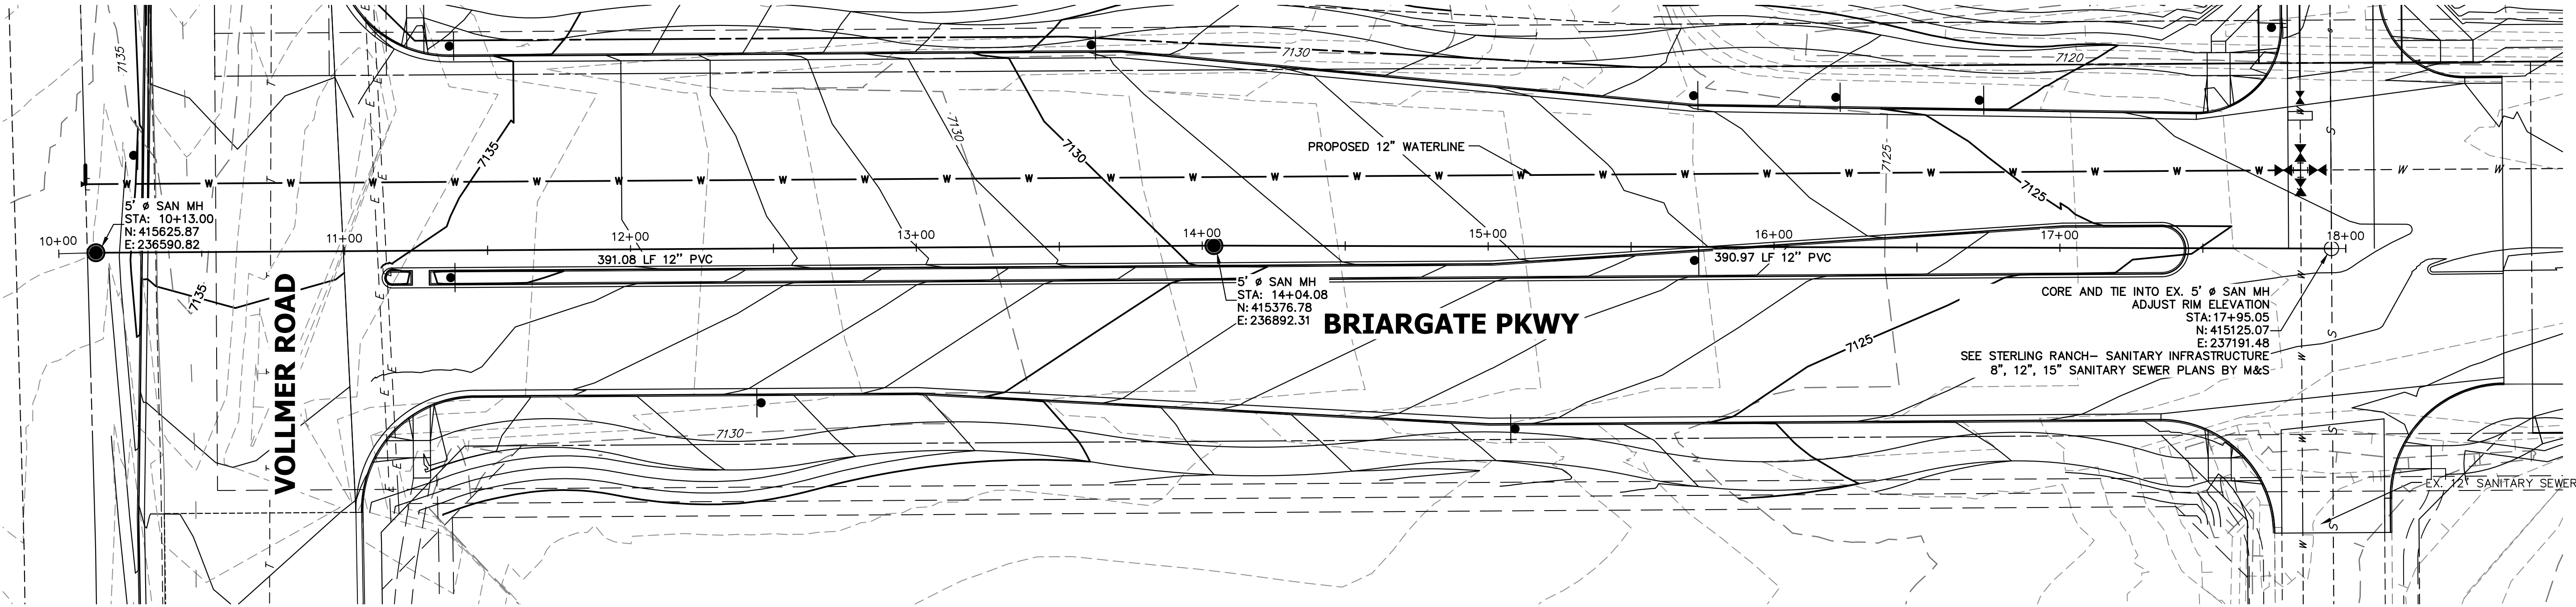 7135
7130
7120
7130
7125
7135
7130
PROPOSED 12" WATERLINE
7125
W W W W W W W W W W W W W W W W W W W W W W W W W W W W W
5' ø SAN MH
STA: 10+13.00
N: 415625.87
E: 236590.82
10+00
11+00
12+00
13+00
14+00
15+00
16+00
17+00
18+00
391.08 LF 12" PVC
390.97 LF 12" PVC
5' ø SAN MH
STA: 14+04.08
N: 415376.78
E: 236892.31
7135
VOLLMER ROAD
BRIARGATE PKWY
7125
CORE AND TIE INTO EX. 5' ø SAN MH
ADJUST RIM ELEVATION
STA:17+95.05
N: 415125.07
E: 237191.48
SEE STERLING RANCH- SANITARY INFRASTRUCTURE
8", 12", 15" SANITARY SEWER PLANS BY M&S
7130
EX. 12" SANITARY SEWER